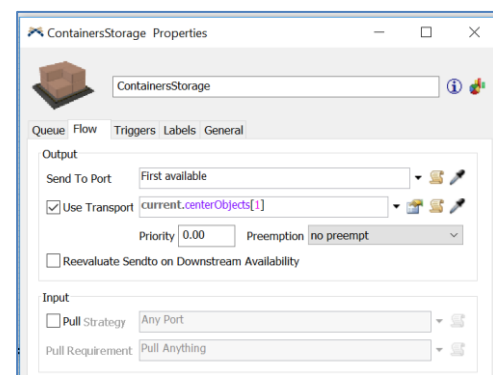 ContainersStorage Properties
ContainersStorage
Queue Flow Triggers Labels General
Output
Send To Port First available
Use Transport current.centerObjects[1]
Priority 0.00 Preemption no preempt
Reevaluate Sendto on Downstream Availability
Input
Pull Strategy Any Port
Pull Requirement Pull Anything